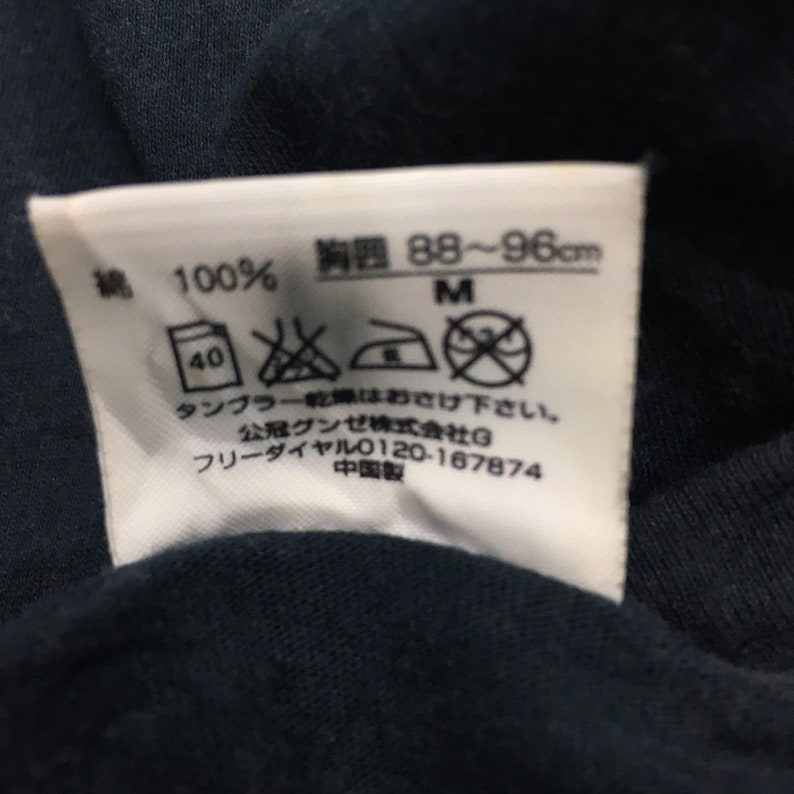 綿 100% 胸囲 88〜96cm
M
40
タンブラー乾燥はおさけ下さい。
公冠グンゼ株式会社G
フリーダイヤル0120-167874
中国製